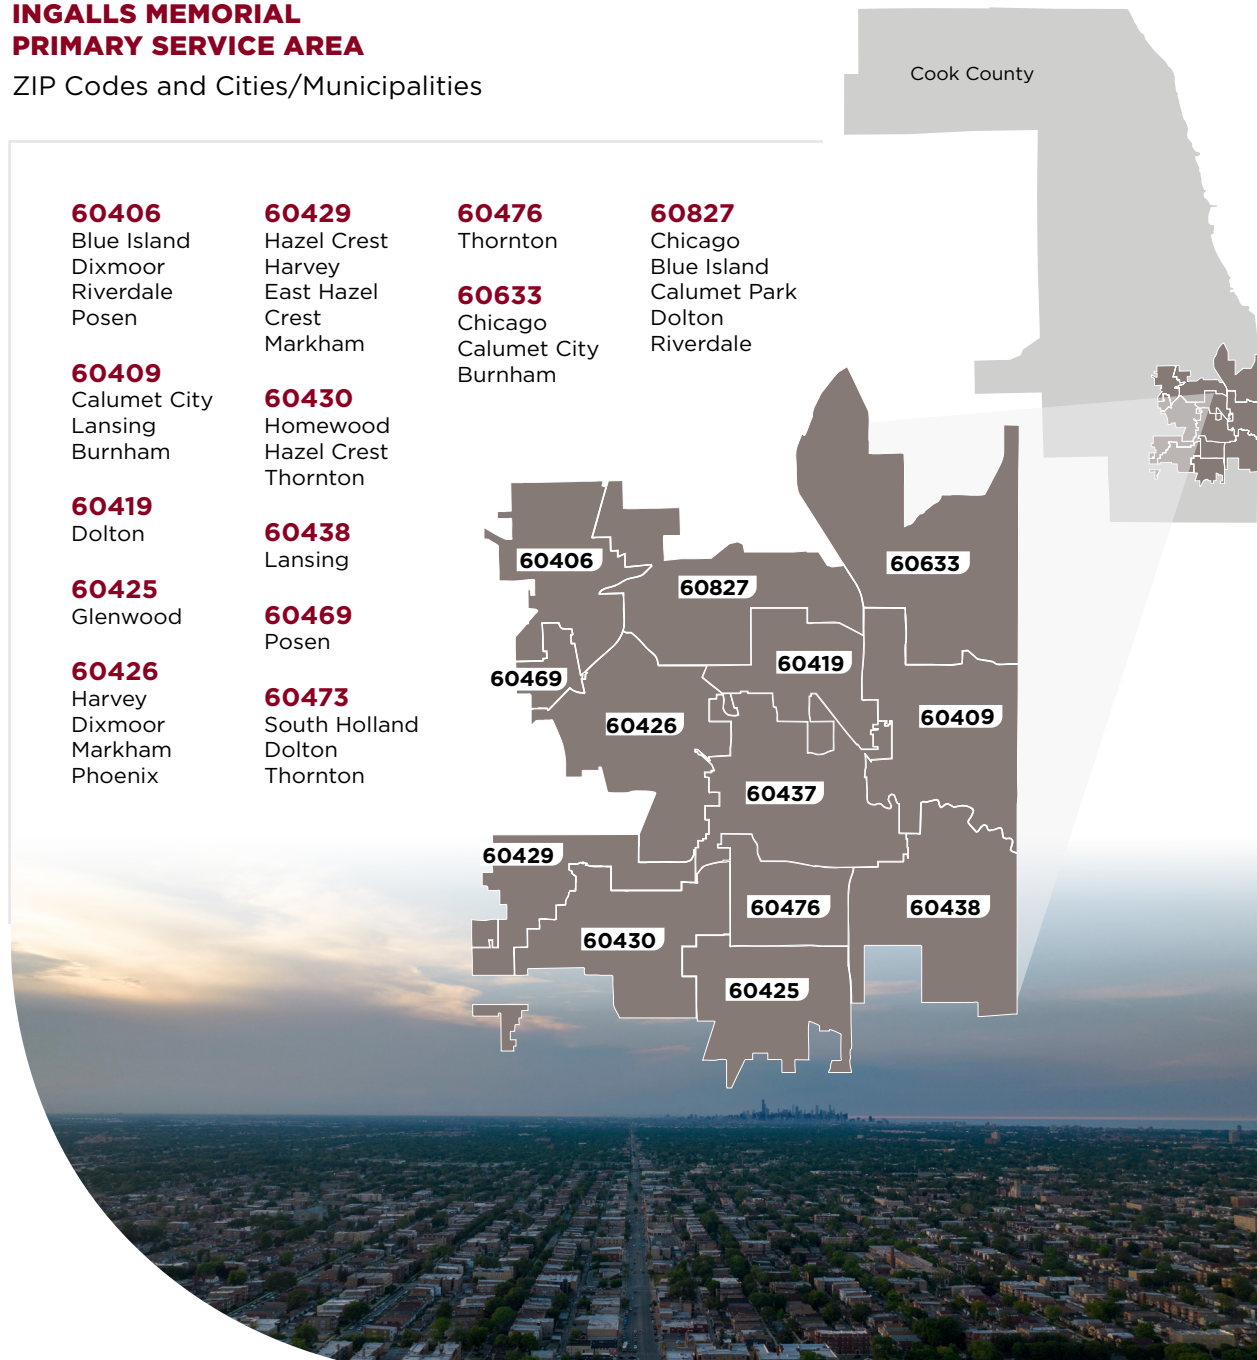 INGALLS MEMORIAL
PRIMARY SERVICE AREA
ZIP Codes and Cities/Municipalities
Cook County
60406
Blue Island
Dixmoor
Riverdale
Posen
60409
Calumet City
Lansing
Burnham
60419
Dolton
60425
Glenwood
60426
Harvey
Dixmoor
Markham
Phoenix
60429
Hazel Crest
Harvey
East Hazel
Crest
Markham
60430
Homewood
Hazel Crest
Thornton
60438
Lansing
60469
Posen
60473
South Holland
Dolton
Thornton
60476
Thornton
60633
Chicago
Calumet City
Burnham
60827
Chicago
Blue Island
Calumet Park
Dolton
Riverdale
60406
60633
60827
60419
60469
60409
60426
60437
60429
60476
60438
60430
60425